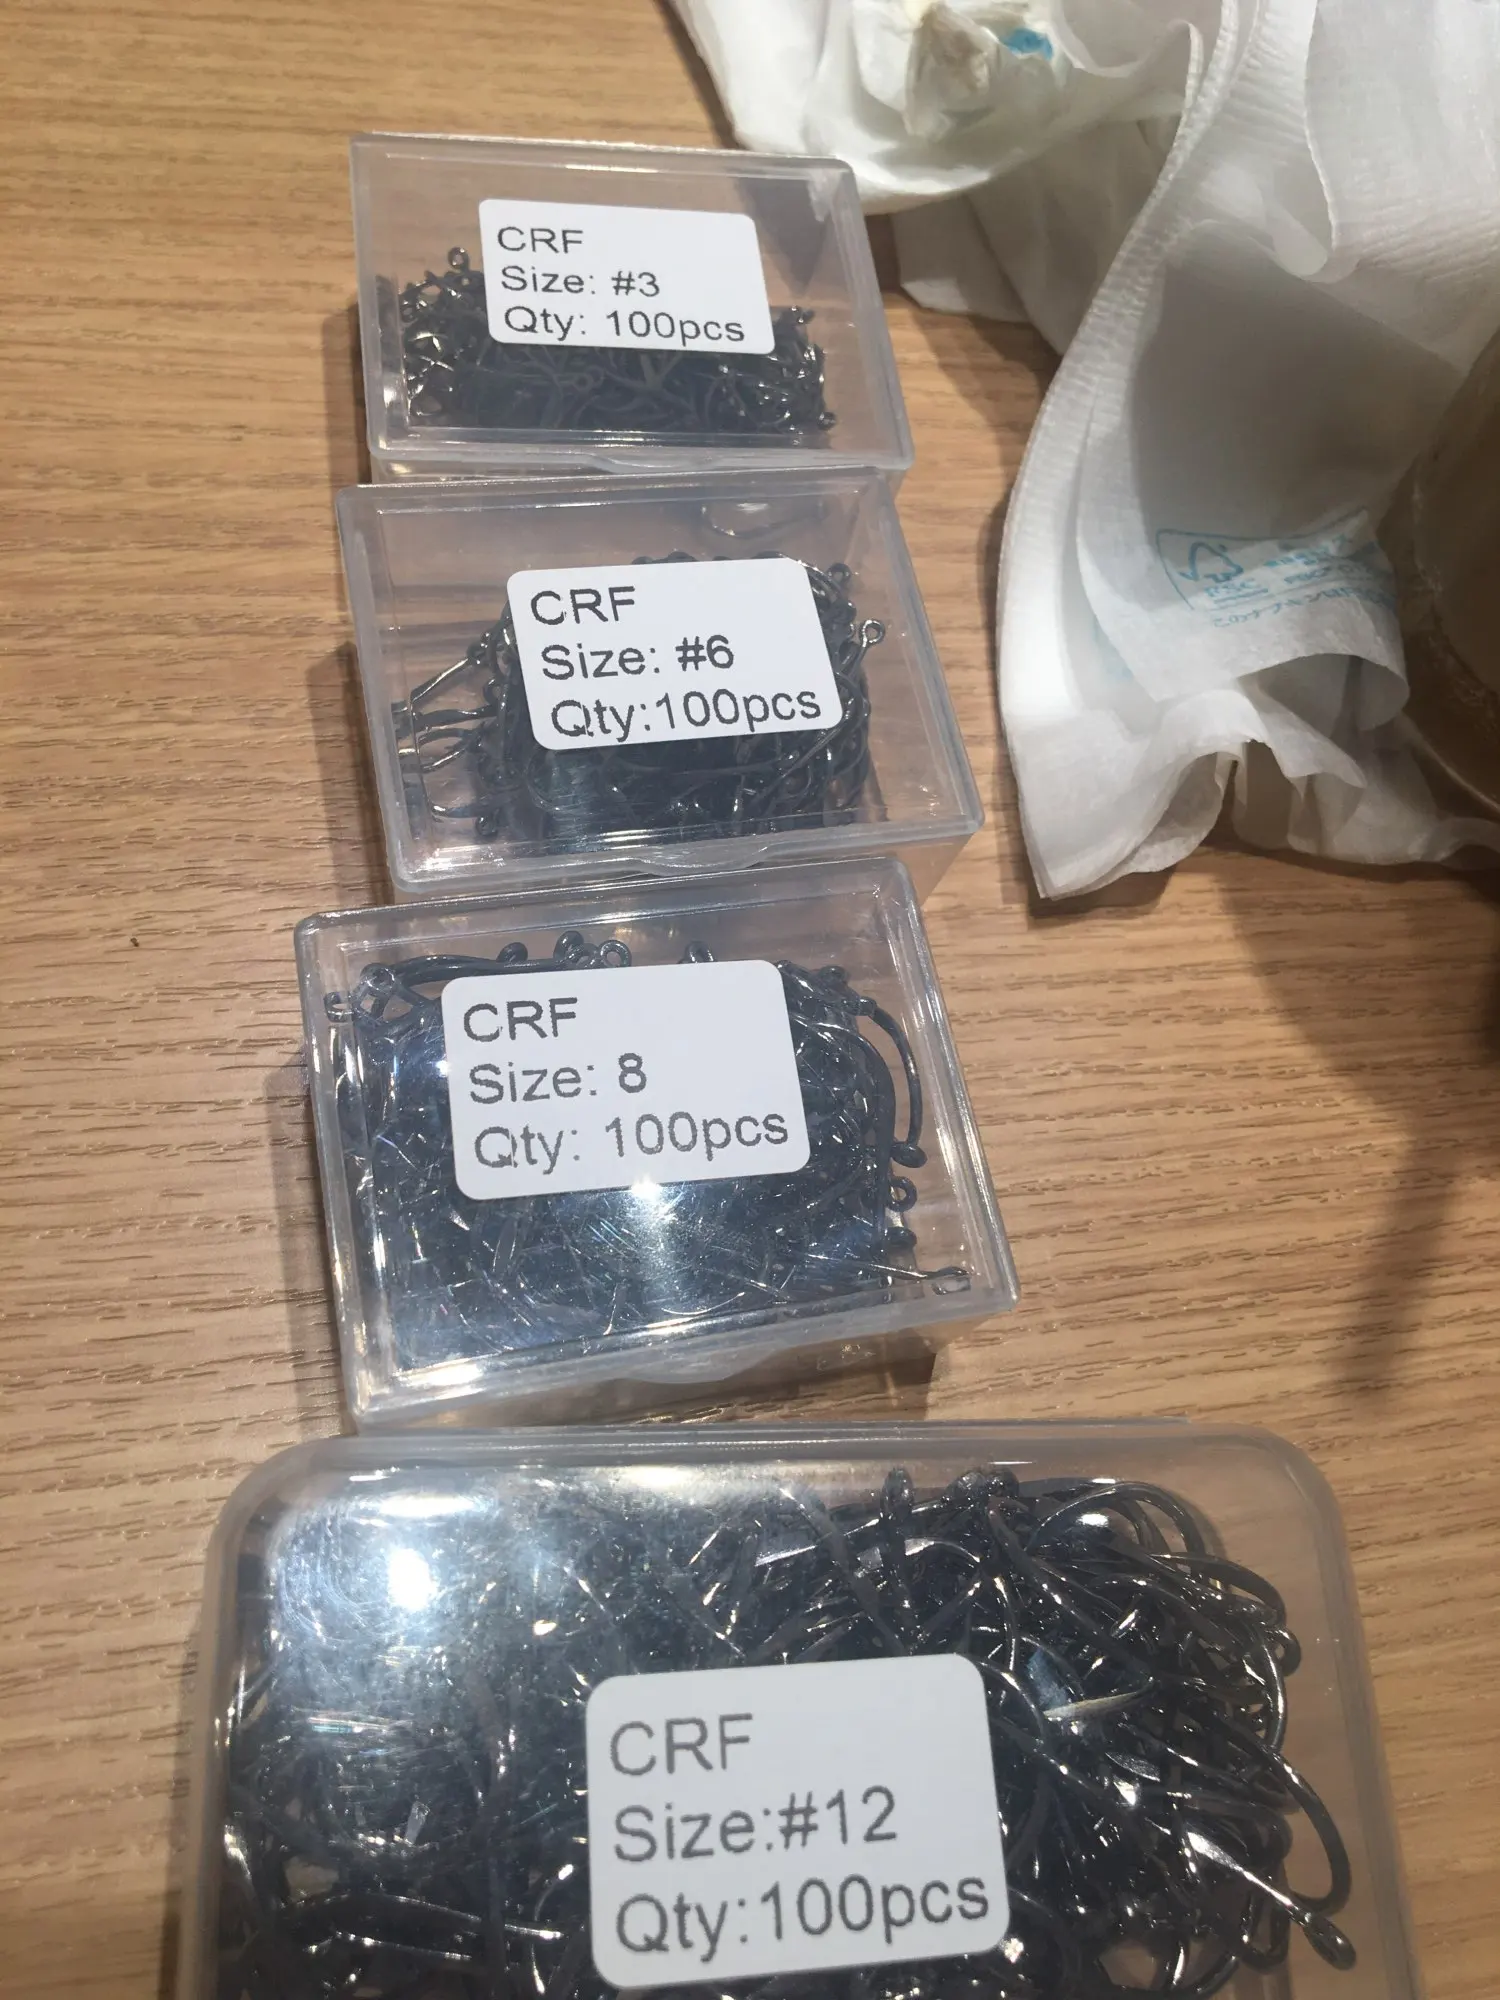 CRF
Size: #3
Qty: 100pcs
CRF
Size: #6
Qty:100pcs
CRF
Size: 8
Qty: 100pcs
CRF
Size:#12
Qty:100pcs